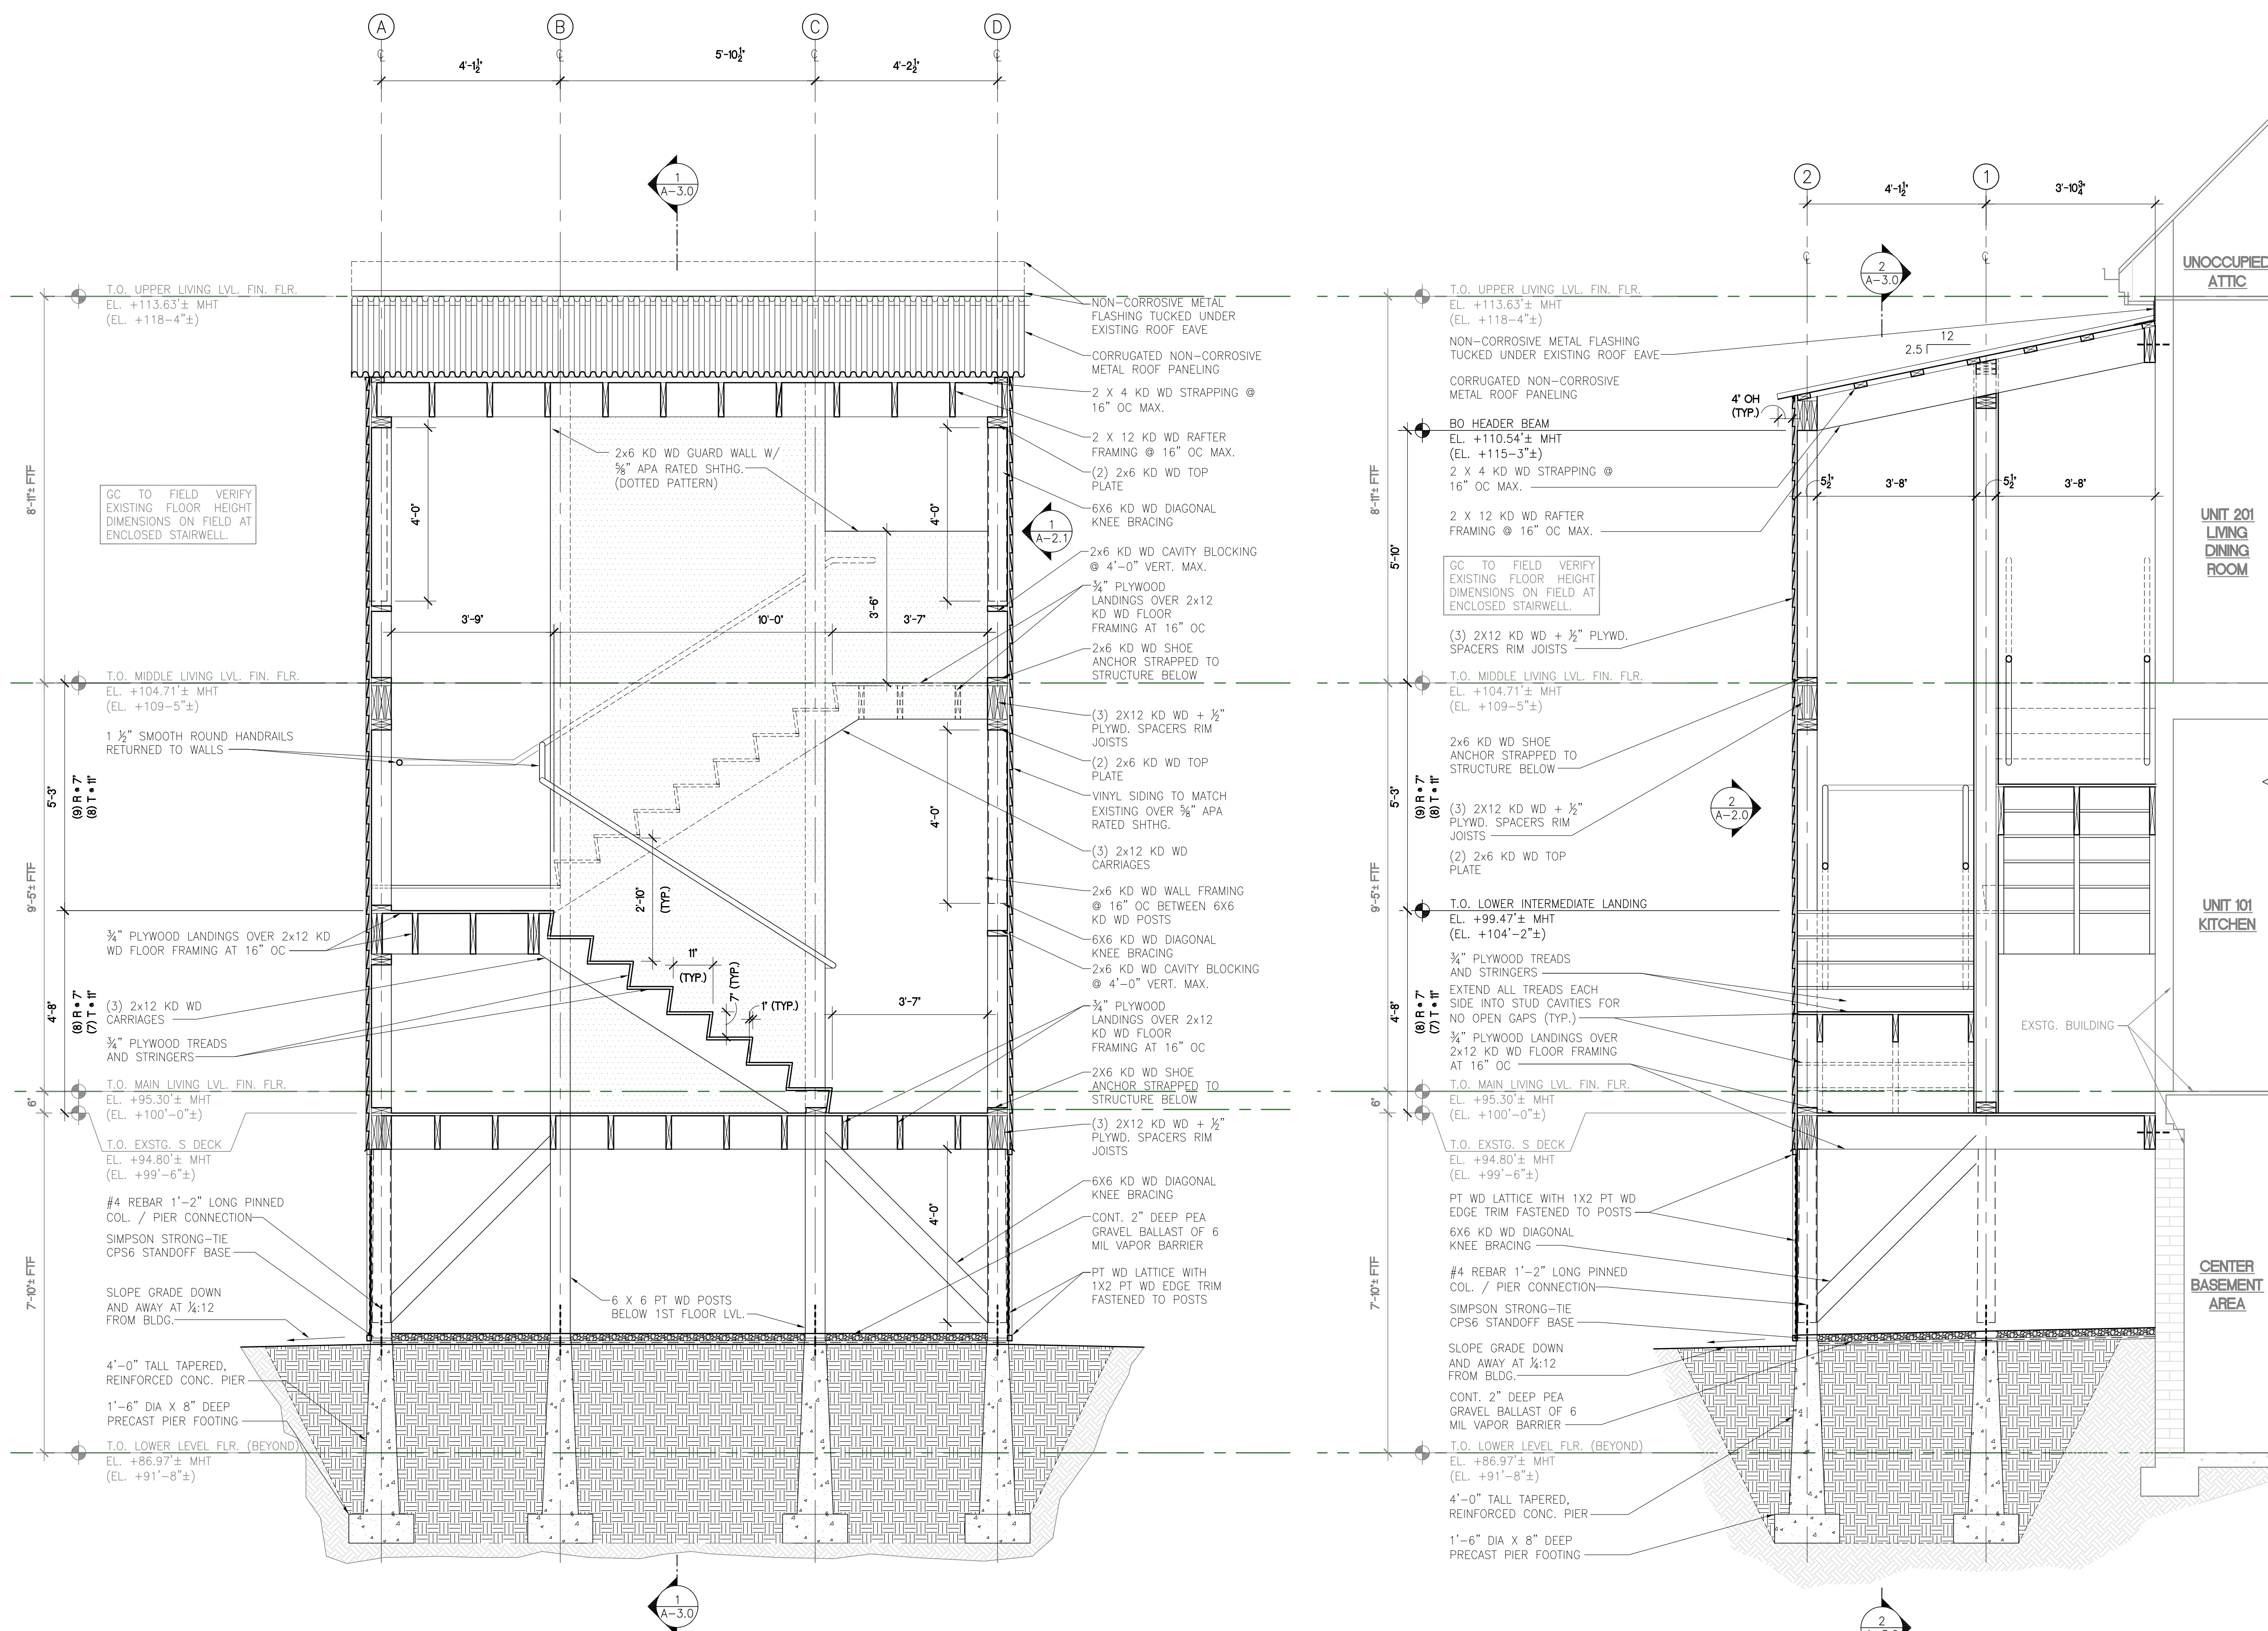 A
B
C
D
℄
℄
℄
℄
4'-1½"
5'-10½"
4'-2½"
1
A-3.0
T.O. UPPER LIVING LVL. FIN. FLR.
EL. +113.63'± MHT
(EL. +118-4"±)
8'-11"± FTF
GC TO FIELD VERIFY
EXISTING FLOOR HEIGHT
DIMENSIONS ON FIELD AT
ENCLOSED STAIRWELL.
T.O. MIDDLE LIVING LVL. FIN. FLR.
EL. +104.71'± MHT
(EL. +109-5"±)
1 ½" SMOOTH ROUND HANDRAILS
RETURNED TO WALLS
5'-3"
(9) R • 7"
(8) T • 11"
9'-5"± FTF
¾" PLYWOOD LANDINGS OVER 2x12 KD
WD FLOOR FRAMING AT 16" OC
4'-8"
(8) R • 7"
(7) T • 11"
(3) 2x12 KD WD
CARRIAGES
¾" PLYWOOD TREADS
AND STRINGERS
T.O. MAIN LIVING LVL. FIN. FLR.
EL. +95.30'± MHT
(EL. +100'-0"±)
6"
T.O. EXSTG. S DECK
EL. +94.80'± MHT
(EL. +99'-6"±)
#4 REBAR 1'-2" LONG PINNED
COL. / PIER CONNECTION
SIMPSON STRONG-TIE
CPS6 STANDOFF BASE
7'-10"± FTF
SLOPE GRADE DOWN
AND AWAY AT ¼:12
FROM BLDG.
4'-0" TALL TAPERED,
REINFORCED CONC. PIER
1'-6" DIA X 8" DEEP
PRECAST PIER FOOTING
T.O. LOWER LEVEL FLR. (BEYOND)
EL. +86.97'± MHT
(EL. +91'-8"±)
2x6 KD WD GUARD WALL W/
⅝" APA RATED SHTHG.
(DOTTED PATTERN)
4'-0"
4'-0"
3'-6"
3'-9"
10'-0"
3'-7"
4'-0"
2'-10"
(TYP.)
11"
(TYP.)
7" (TYP.)
1" (TYP.)
3'-7"
4'-0"
6 X 6 PT WD POSTS
BELOW 1ST FLOOR LVL.
1
A-3.0
NON-CORROSIVE METAL
FLASHING TUCKED UNDER
EXISTING ROOF EAVE
CORRUGATED NON-CORROSIVE
METAL ROOF PANELING
2 X 4 KD WD STRAPPING @
16" OC MAX.
2 X 12 KD WD RAFTER
FRAMING @ 16" OC MAX.
(2) 2x6 KD WD TOP
PLATE
6X6 KD WD DIAGONAL
KNEE BRACING
1
A-2.1
2x6 KD WD CAVITY BLOCKING
@ 4'-0" VERT. MAX.
¾" PLYWOOD
LANDINGS OVER 2x12
KD WD FLOOR
FRAMING AT 16" OC
2x6 KD WD SHOE
ANCHOR STRAPPED TO
STRUCTURE BELOW
(3) 2X12 KD WD + ½"
PLYWD. SPACERS RIM
JOISTS
(2) 2x6 KD WD TOP
PLATE
VINYL SIDING TO MATCH
EXISTING OVER ⅝" APA
RATED SHTHG.
(3) 2x12 KD WD
CARRIAGES
2x6 KD WD WALL FRAMING
@ 16" OC BETWEEN 6X6
KD WD POSTS
6X6 KD WD DIAGONAL
KNEE BRACING
2x6 KD WD CAVITY BLOCKING
@ 4'-0" VERT. MAX.
¾" PLYWOOD
LANDINGS OVER 2x12
KD WD FLOOR
FRAMING AT 16" OC
2X6 KD WD SHOE
ANCHOR STRAPPED TO
STRUCTURE BELOW
(3) 2X12 KD WD + ½"
PLYWD. SPACERS RIM
JOISTS
6X6 KD WD DIAGONAL
KNEE BRACING
CONT. 2" DEEP PEA
GRAVEL BALLAST OF 6
MIL VAPOR BARRIER
PT WD LATTICE WITH
1X2 PT WD EDGE TRIM
FASTENED TO POSTS
2
1
4'-1½"
3'-10¾"
℄
℄
2
A-3.0
UNOCCUPIED
ATTIC
T.O. UPPER LIVING LVL. FIN. FLR.
EL. +113.63'± MHT
(EL. +118-4"±)
NON-CORROSIVE METAL FLASHING
TUCKED UNDER EXISTING ROOF EAVE
12
2.5
CORRUGATED NON-CORROSIVE
METAL ROOF PANELING
4" OH
(TYP.)
BO HEADER BEAM
EL. +110.54'± MHT
(EL. +115-3"±)
8'-11"± FTF
2 X 4 KD WD STRAPPING @
16" OC MAX.
5½"
3'-8"
5½"
3'-8"
2 X 12 KD WD RAFTER
FRAMING @ 16" OC MAX.
UNIT 201
LIVING
DINING
ROOM
5'-10"
GC TO FIELD VERIFY
EXISTING FLOOR HEIGHT
DIMENSIONS ON FIELD AT
ENCLOSED STAIRWELL.
(3) 2X12 KD WD + ½" PLYWD.
SPACERS RIM JOISTS
T.O. MIDDLE LIVING LVL. FIN. FLR.
EL. +104.71'± MHT
(EL. +109-5"±)
2x6 KD WD SHOE
ANCHOR STRAPPED TO
STRUCTURE BELOW
5'-3"
(9) R • 7"
(8) T • 11"
2
A-2.0
(3) 2X12 KD WD + ½"
PLYWD. SPACERS RIM
JOISTS
(2) 2x6 KD WD TOP
PLATE
9'-5"± FTF
T.O. LOWER INTERMEDIATE LANDING
EL. +99.47'± MHT
(EL. +104'-2"±)
UNIT 101
KITCHEN
¾" PLYWOOD TREADS
AND STRINGERS
EXTEND ALL TREADS EACH
SIDE INTO STUD CAVITIES FOR
NO OPEN GAPS (TYP.)
4'-8"
(8) R • 7"
(7) T • 11"
EXSTG. BUILDING
¾" PLYWOOD LANDINGS OVER
2x12 KD WD FLOOR FRAMING
AT 16" OC
T.O. MAIN LIVING LVL. FIN. FLR.
EL. +95.30'± MHT
(EL. +100'-0"±)
6"
T.O. EXSTG. S DECK
EL. +94.80'± MHT
(EL. +99'-6"±)
PT WD LATTICE WITH 1X2 PT WD
EDGE TRIM FASTENED TO POSTS
6X6 KD WD DIAGONAL
KNEE BRACING
#4 REBAR 1'-2" LONG PINNED
COL. / PIER CONNECTION
7'-10"± FTF
CENTER
BASEMENT
AREA
SIMPSON STRONG-TIE
CPS6 STANDOFF BASE
SLOPE GRADE DOWN
AND AWAY AT ¼:12
FROM BLDG.
CONT. 2" DEEP PEA
GRAVEL BALLAST OF 6
MIL VAPOR BARRIER
T.O. LOWER LEVEL FLR. (BEYOND)
EL. +86.97'± MHT
(EL. +91'-8"±)
4'-0" TALL TAPERED,
REINFORCED CONC. PIER
1'-6" DIA X 8" DEEP
PRECAST PIER FOOTING
2